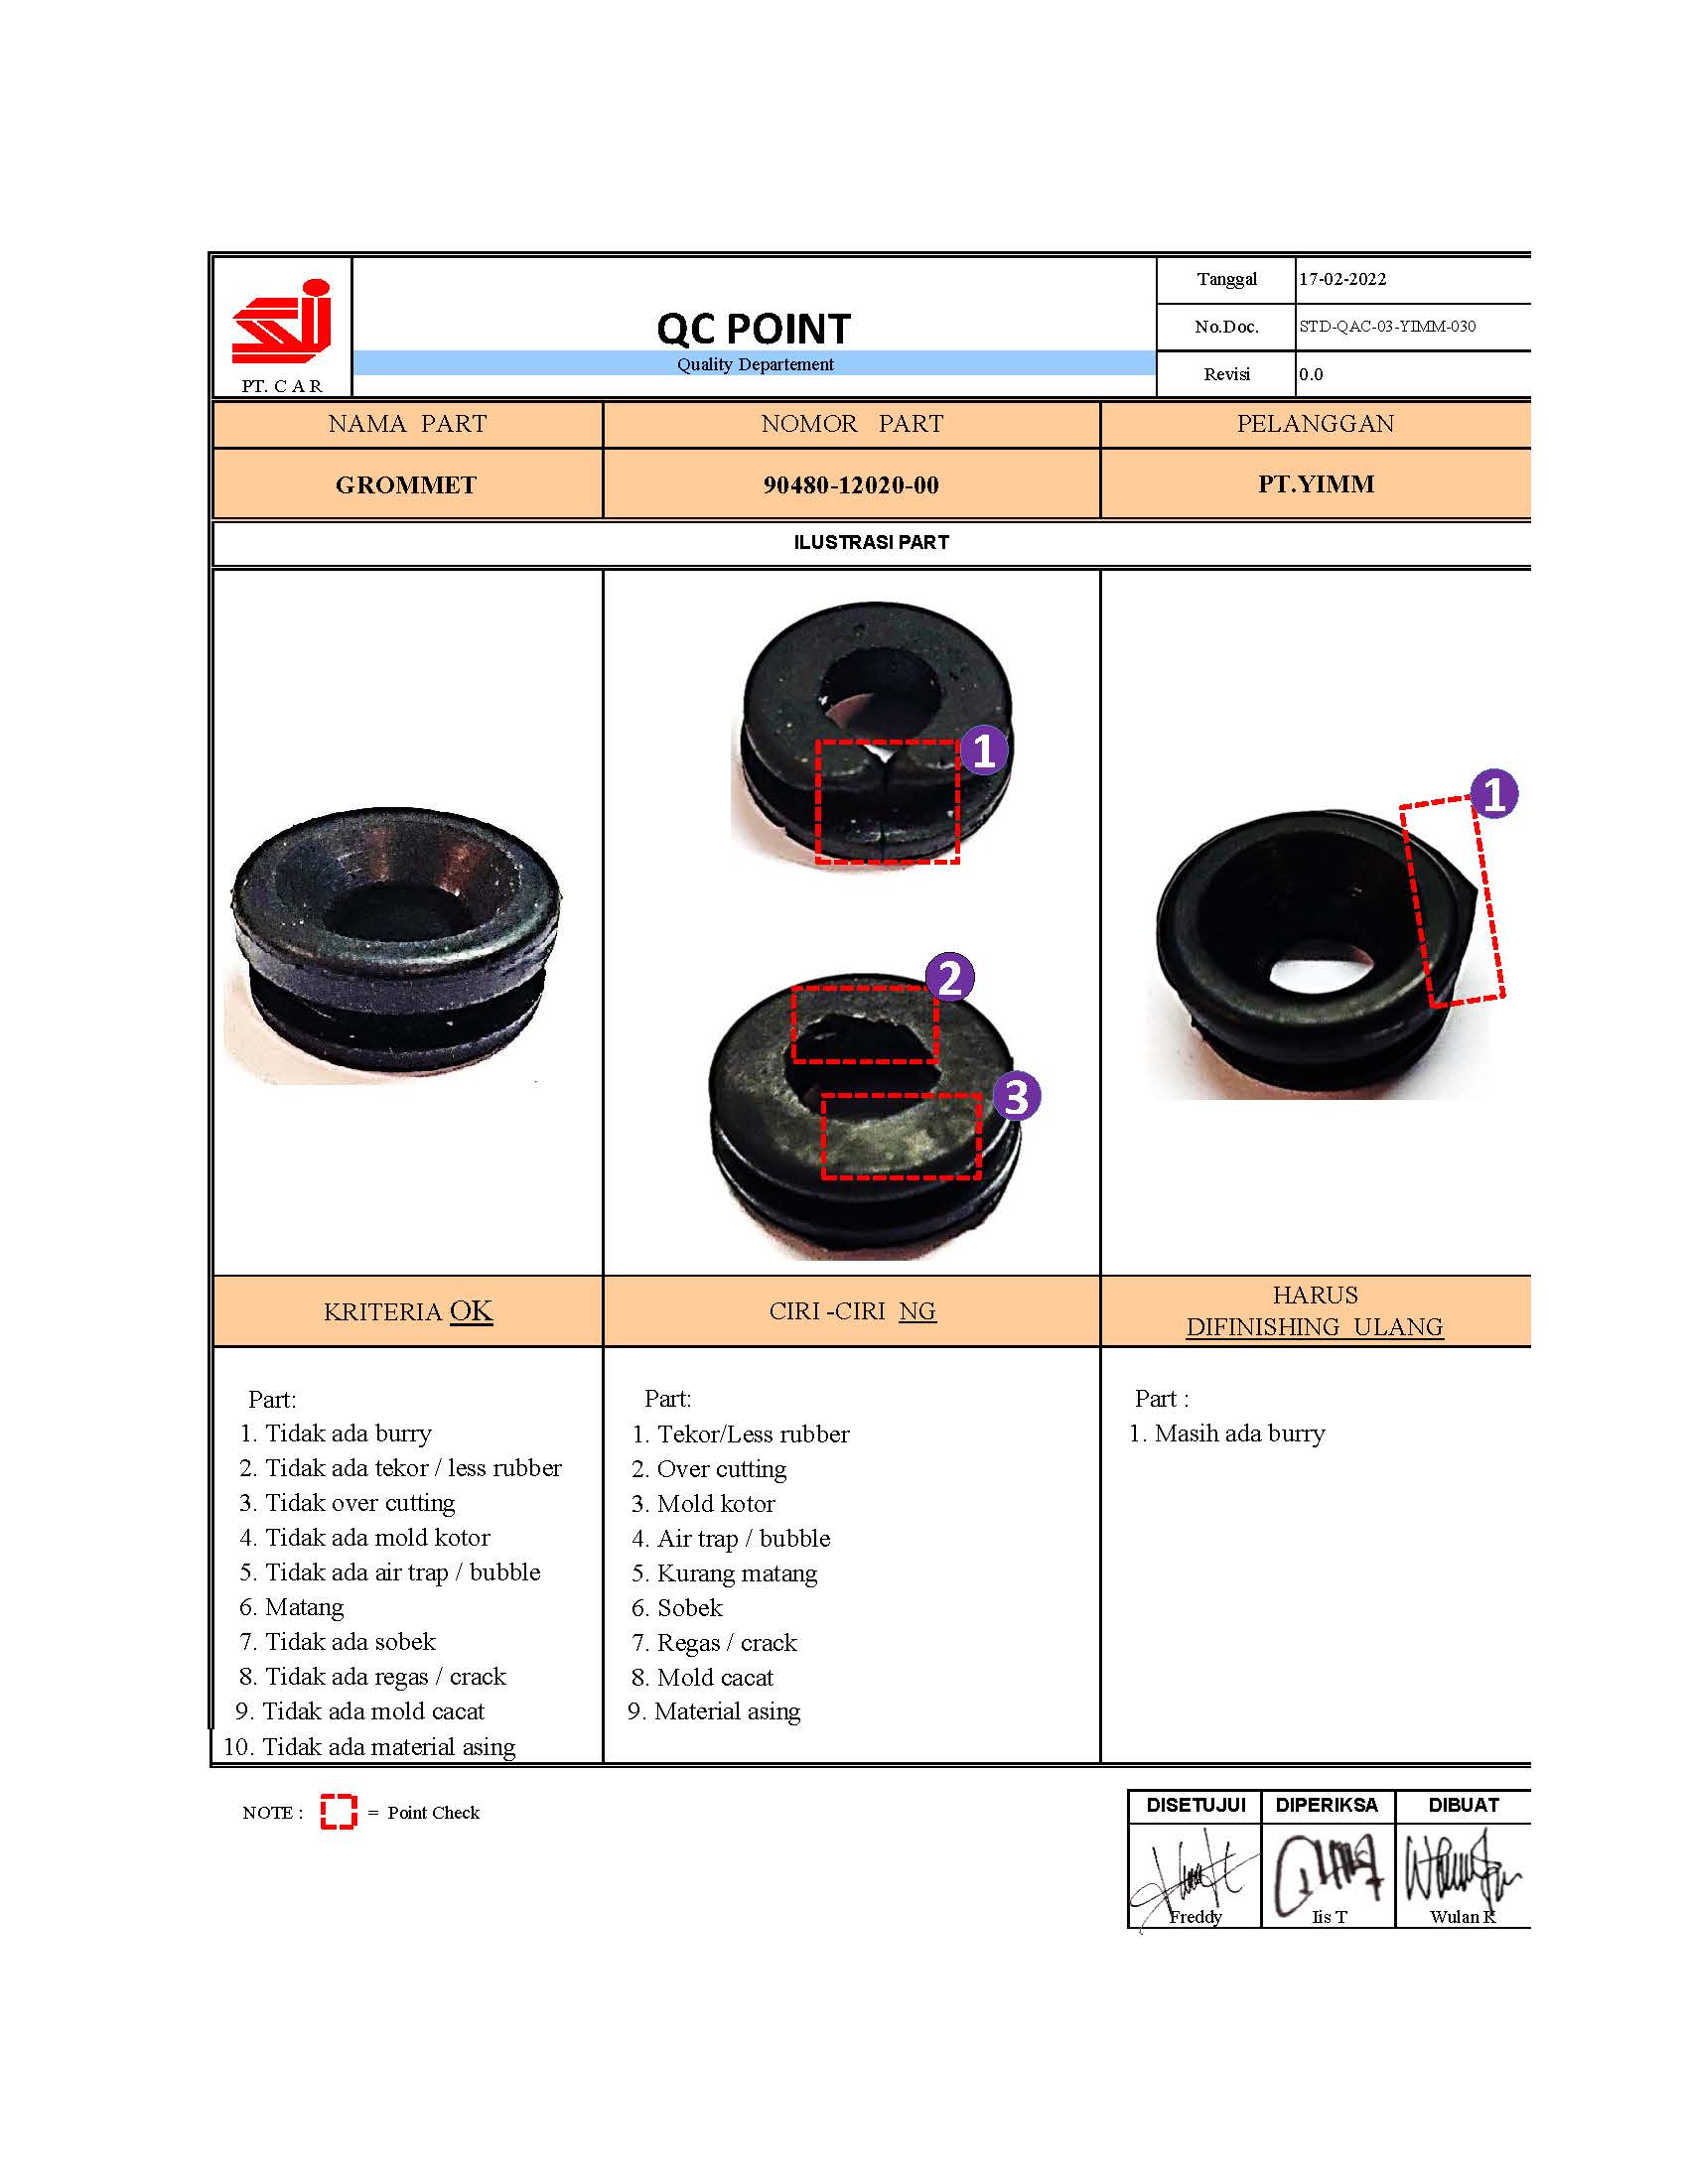 PT. C A R
QC POINT
Quality Departement
Tanggal 17-02-2022
No.Doc. STD-QAC-03-YIMM-030
Revisi 0.0
NAMA PART NOMOR PART PELANGGAN
GROMMET 90480-12020-00 PT.YIMM
ILUSTRASI PART
1
1
2
3
KRITERIA OK
CIRI -CIRI NG
HARUS
DIFINISHING ULANG
Part:
1. Tidak ada burry
2. Tidak ada tekor / less rubber
3. Tidak over cutting
4. Tidak ada mold kotor
5. Tidak ada air trap / bubble
6. Matang
7. Tidak ada sobek
8. Tidak ada regas / crack
9. Tidak ada mold cacat
10. Tidak ada material asing
Part:
1. Tekor/Less rubber
2. Over cutting
3. Mold kotor
4. Air trap / bubble
5. Kurang matang
6. Sobek
7. Regas / crack
8. Mold cacat
9. Material asing
Part :
1. Masih ada burry
NOTE : = Point Check
DISETUJUI DIPERIKSA DIBUAT
Freddy Iis T Wulan K